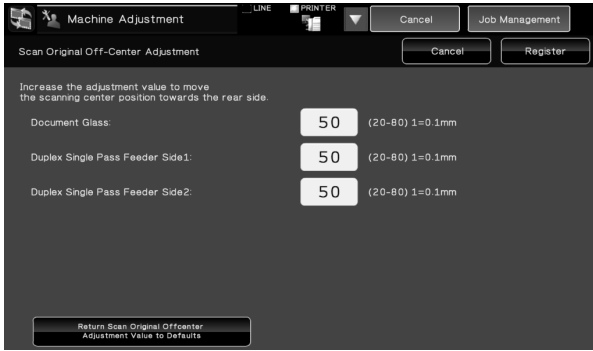 Machine Adjustment
LINE
PRINTER
Cancel
Job Management
Scan Original Off-Center Adjustment
Cancel
Register
Increase the adjustment value to move
the scanning center position towards the rear side.
Document Glass:
50
(20-80) 1=0.1mm
Duplex Single Pass Feeder Side1:
50
(20-80) 1=0.1mm
Duplex Single Pass Feeder Side2:
50
(20-80) 1=0.1mm
Return Scan Original Offcenter
Adjustment Value to Defaults